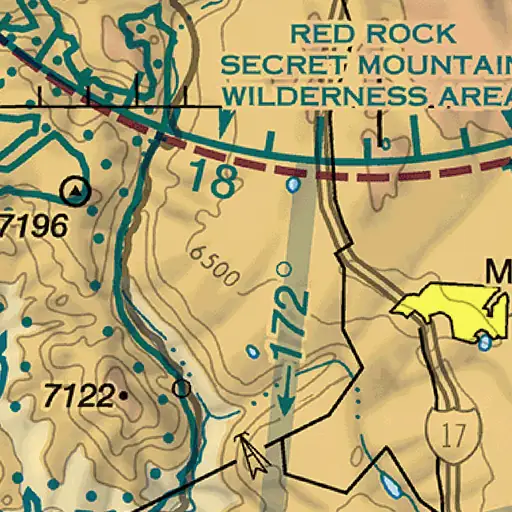 RED ROCK
SECRET MOUNTAIN
WILDERNESS AREA
18
7196
6500
M
172
7122
17